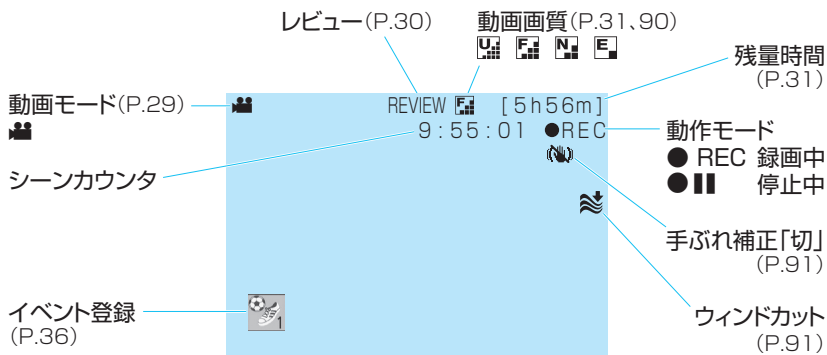 レビュー(P.30)
動画画質(P.31、90)
U F N E
残量時間
(P.31)
動画モード(P.29)
REVIEW F [5h56m]
9:55:01 ●REC
動作モード
● REC 録画中
●❚❚ 停止中
シーンカウンタ
手ぶれ補正「切」
(P.91)
イベント登録
(P.36)
1
ウィンドカット
(P.91)